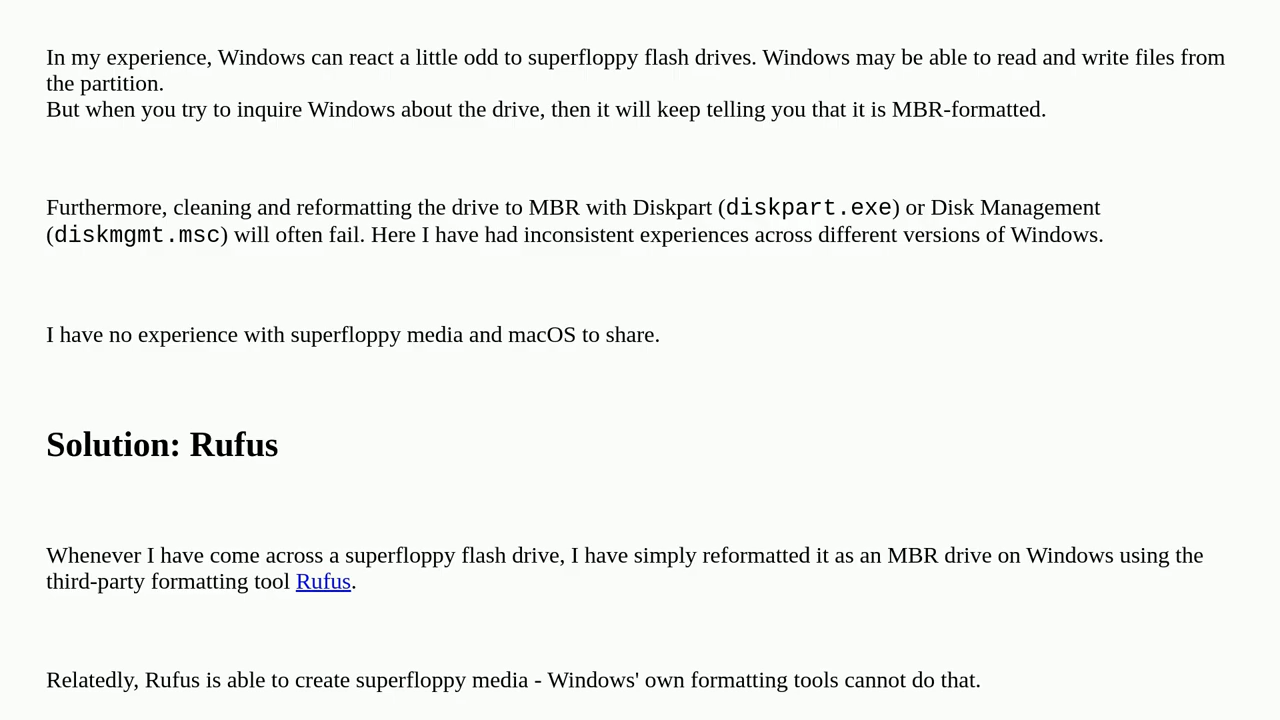 In my experience, Windows can react a little odd to superfloppy flash drives. Windows may be able to read and write files from
the partition.
But when you try to inquire Windows about the drive, then it will keep telling you that it is MBR-formatted.
Furthermore, cleaning and reformatting the drive to MBR with Diskpart (diskpart.exe) or Disk Management
(diskmgmt.msc) will often fail. Here I have had inconsistent experiences across different versions of Windows.
I have no experience with superfloppy media and macOS to share.
Solution: Rufus
Whenever I have come across a superfloppy flash drive, I have simply reformatted it as an MBR drive on Windows using the
third-party formatting tool Rufus.
Relatedly, Rufus is able to create superfloppy media - Windows' own formatting tools cannot do that.